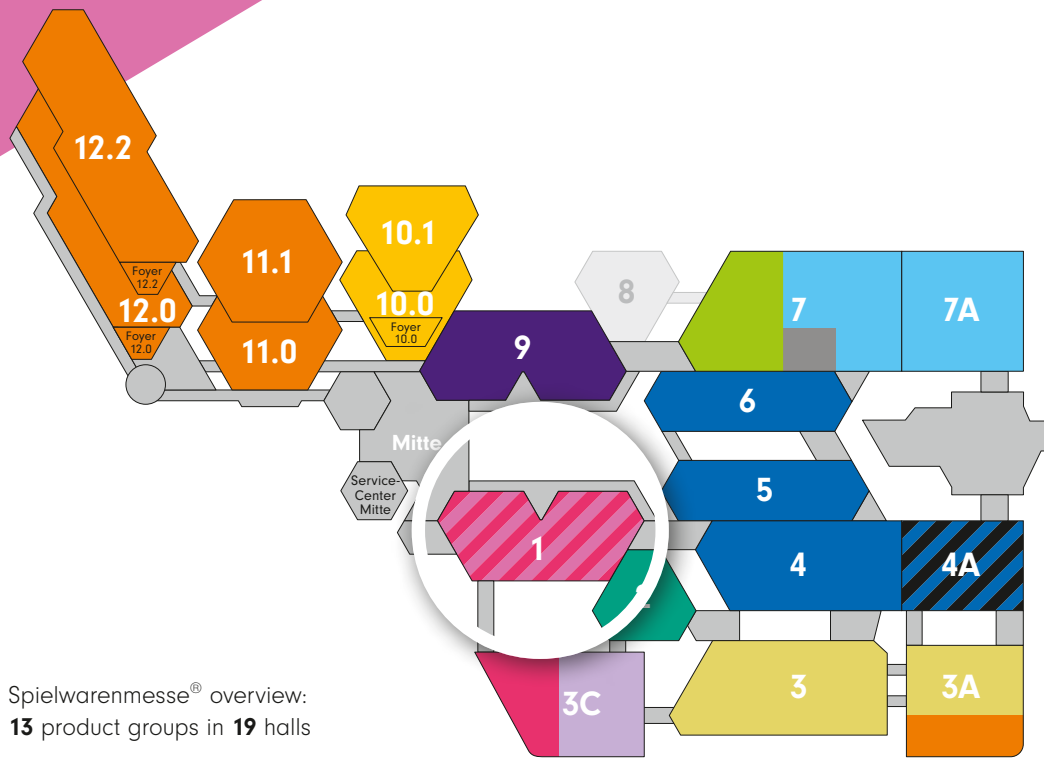 12.2
10.1
11.1
Foyer
12.2
8
7
7A
10.0
12.0
Foyer
10.0
Foyer
12.0
11.0
9
6
Mitte
Service-
Center
Mitte
5
1
4
4A
2
3
3A
3C
Spielwarenmesse® overview:
13 product groups in 19 halls